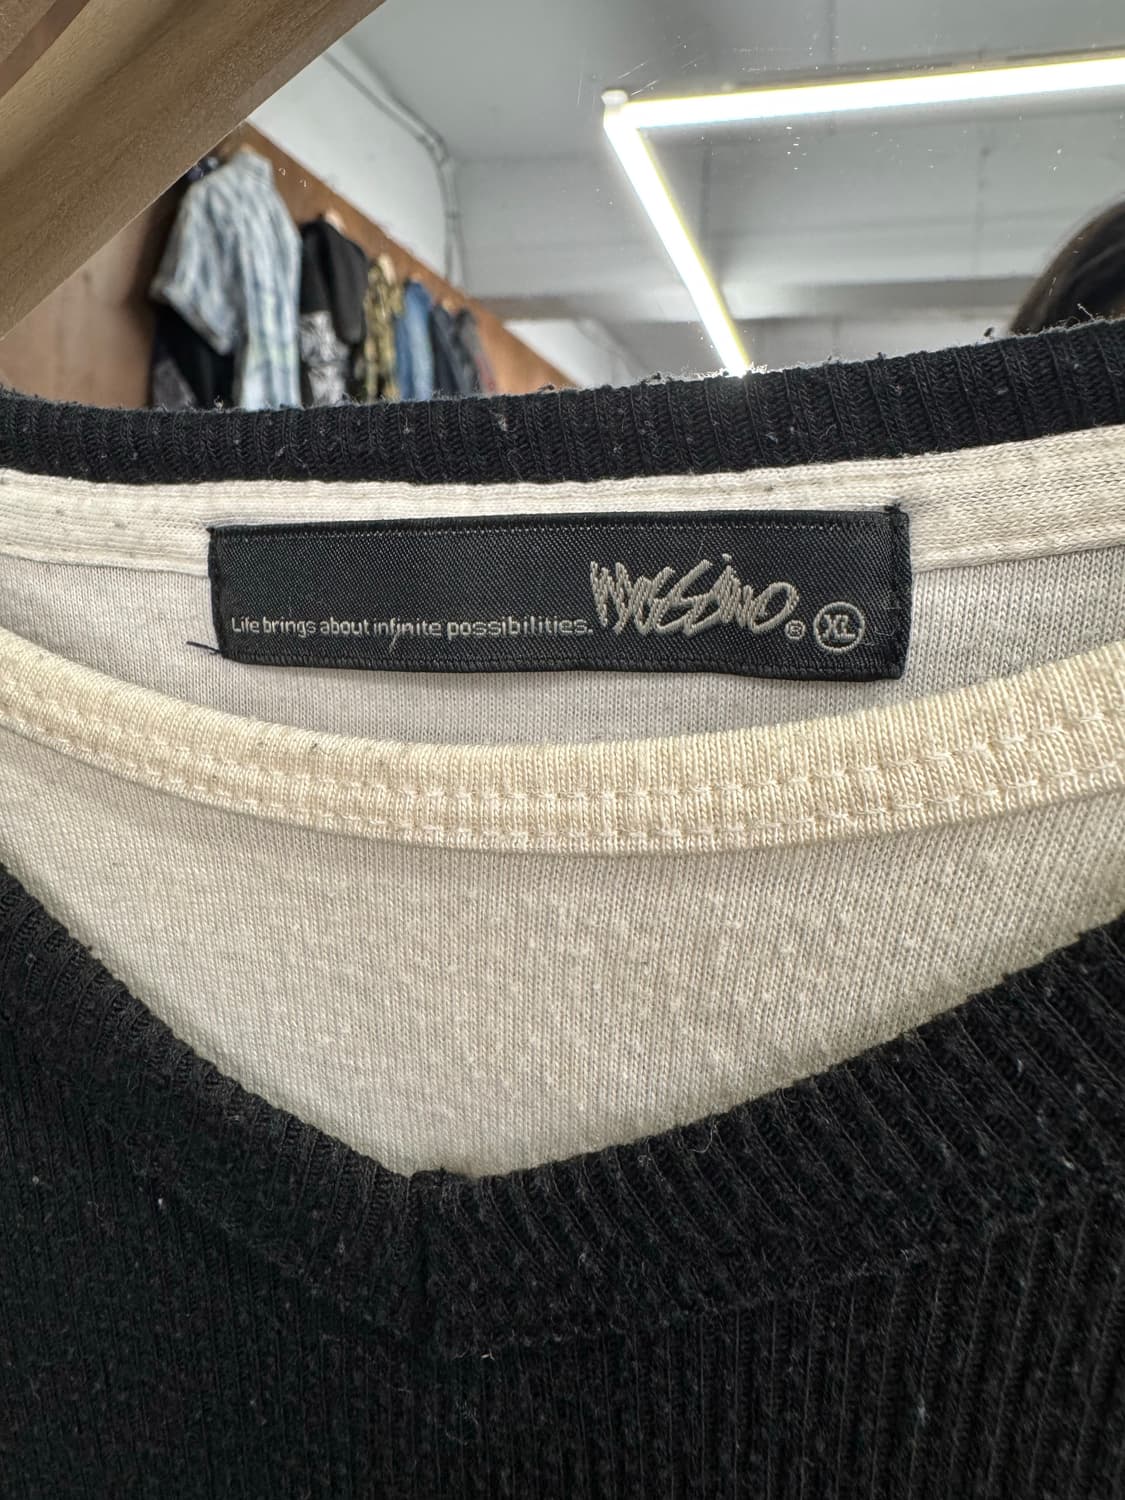 Life brings about infinite possibilities. MOSSIMO ® XL